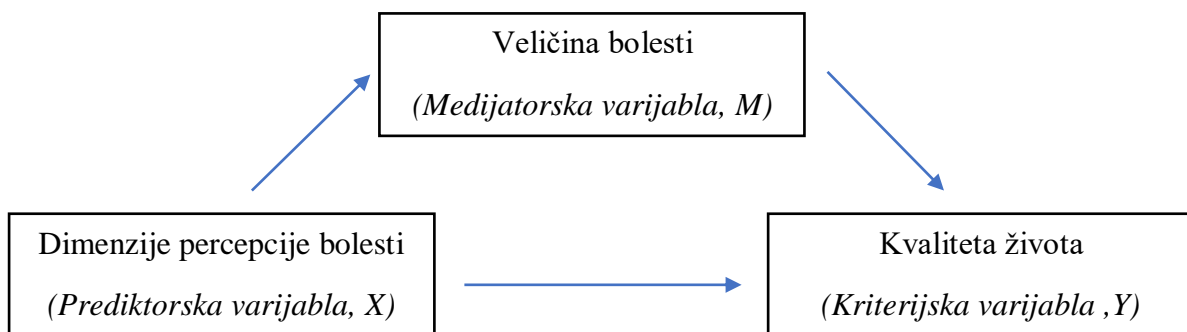 Veličina bolesti
(Medijatorska varijabla, M)
Dimenzije percepcije bolesti
(Prediktorska varijabla, X)
Kvaliteta života
(Kriterijska varijabla ,Y)